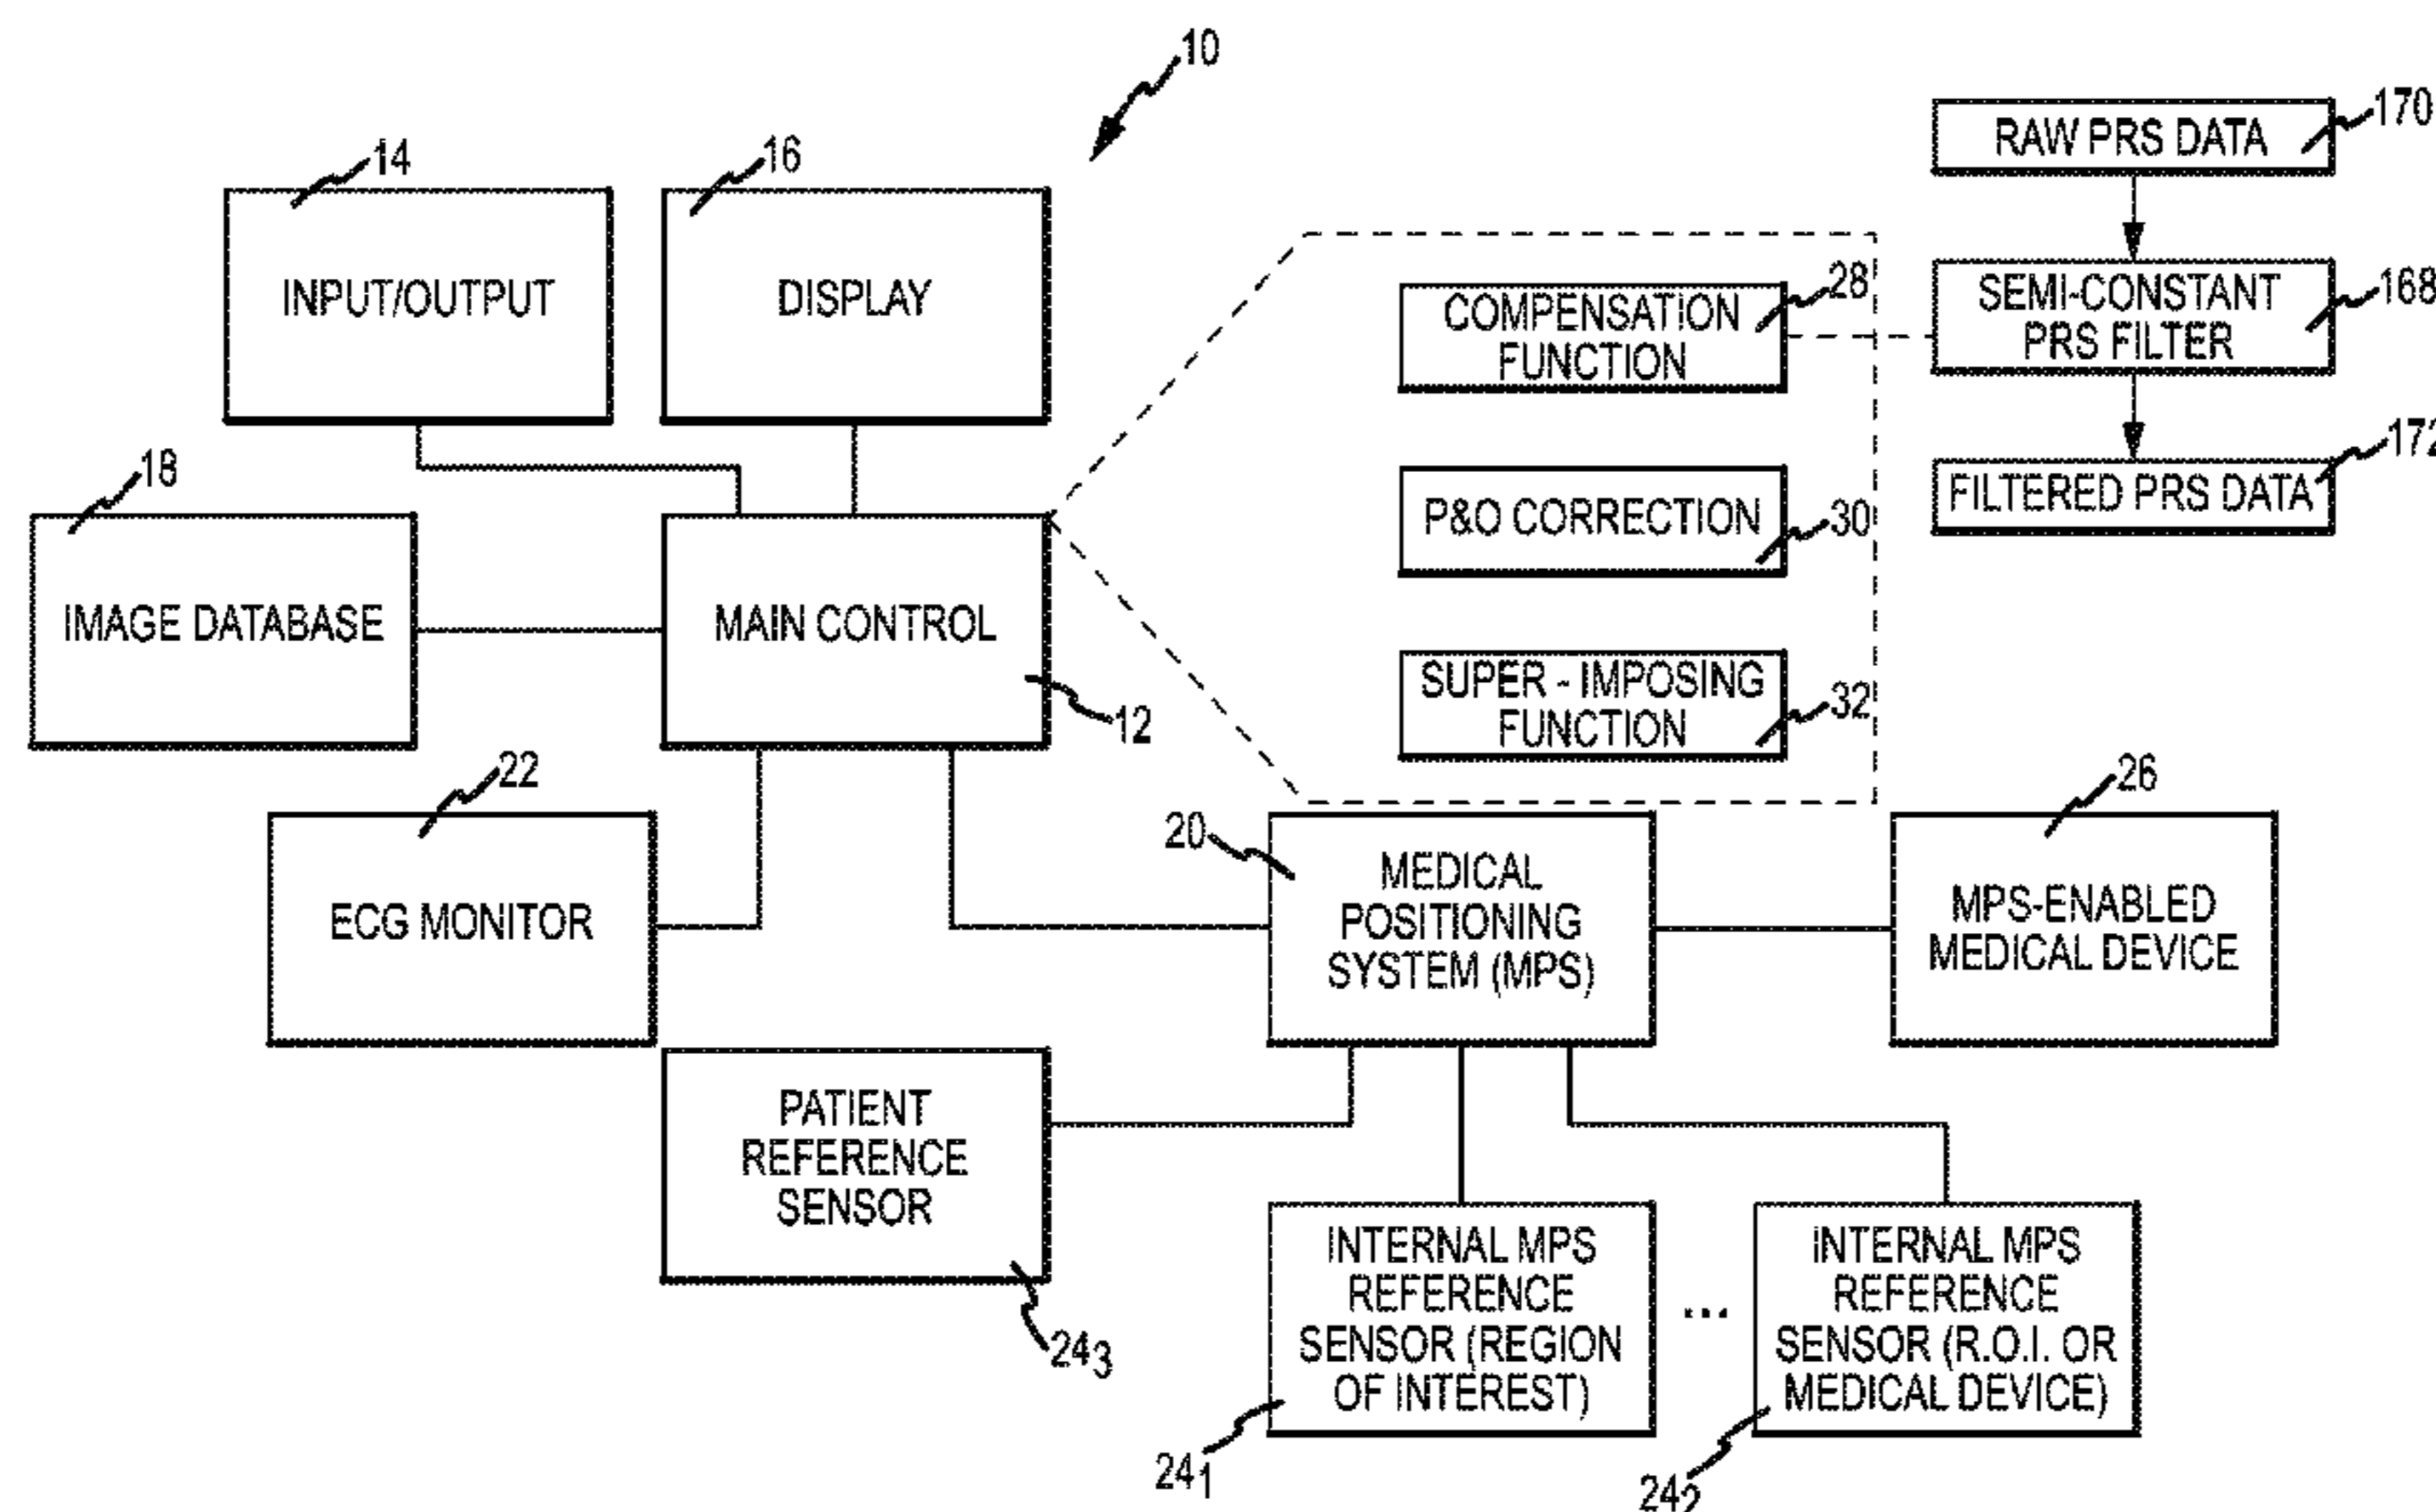 10
14
16
170
RAW PRS DATA
INPUT/OUTPUT
DISPLAY
28
COMPENSATION
FUNCTION
SEMI-CONSTANT
PRS FILTER
168
18
172
FILTERED PRS DATA
P&O CORRECTION
30
IMAGE DATABASE
MAIN CONTROL
12
SUPER - IMPOSING
FUNCTION
32
22
20
26
ECG MONITOR
MEDICAL
POSITIONING
SYSTEM (MPS)
MPS-ENABLED
MEDICAL DEVICE
PATIENT
REFERENCE
SENSOR
243
INTERNAL MPS
REFERENCE
SENSOR (REGION
OF INTEREST)
...
INTERNAL MPS
REFERENCE
SENSOR (R.O.I. OR
MEDICAL DEVICE)
241
242